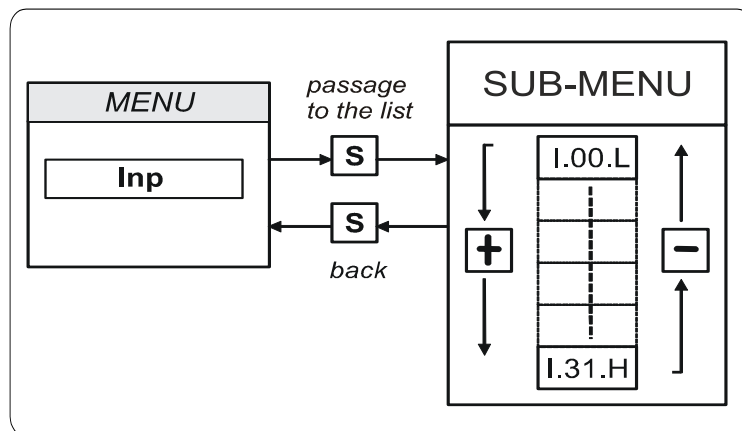 MENU
Inp
passage
to the list
S
S
back
SUB-MENU
I.00.L
+
−
I.31.H